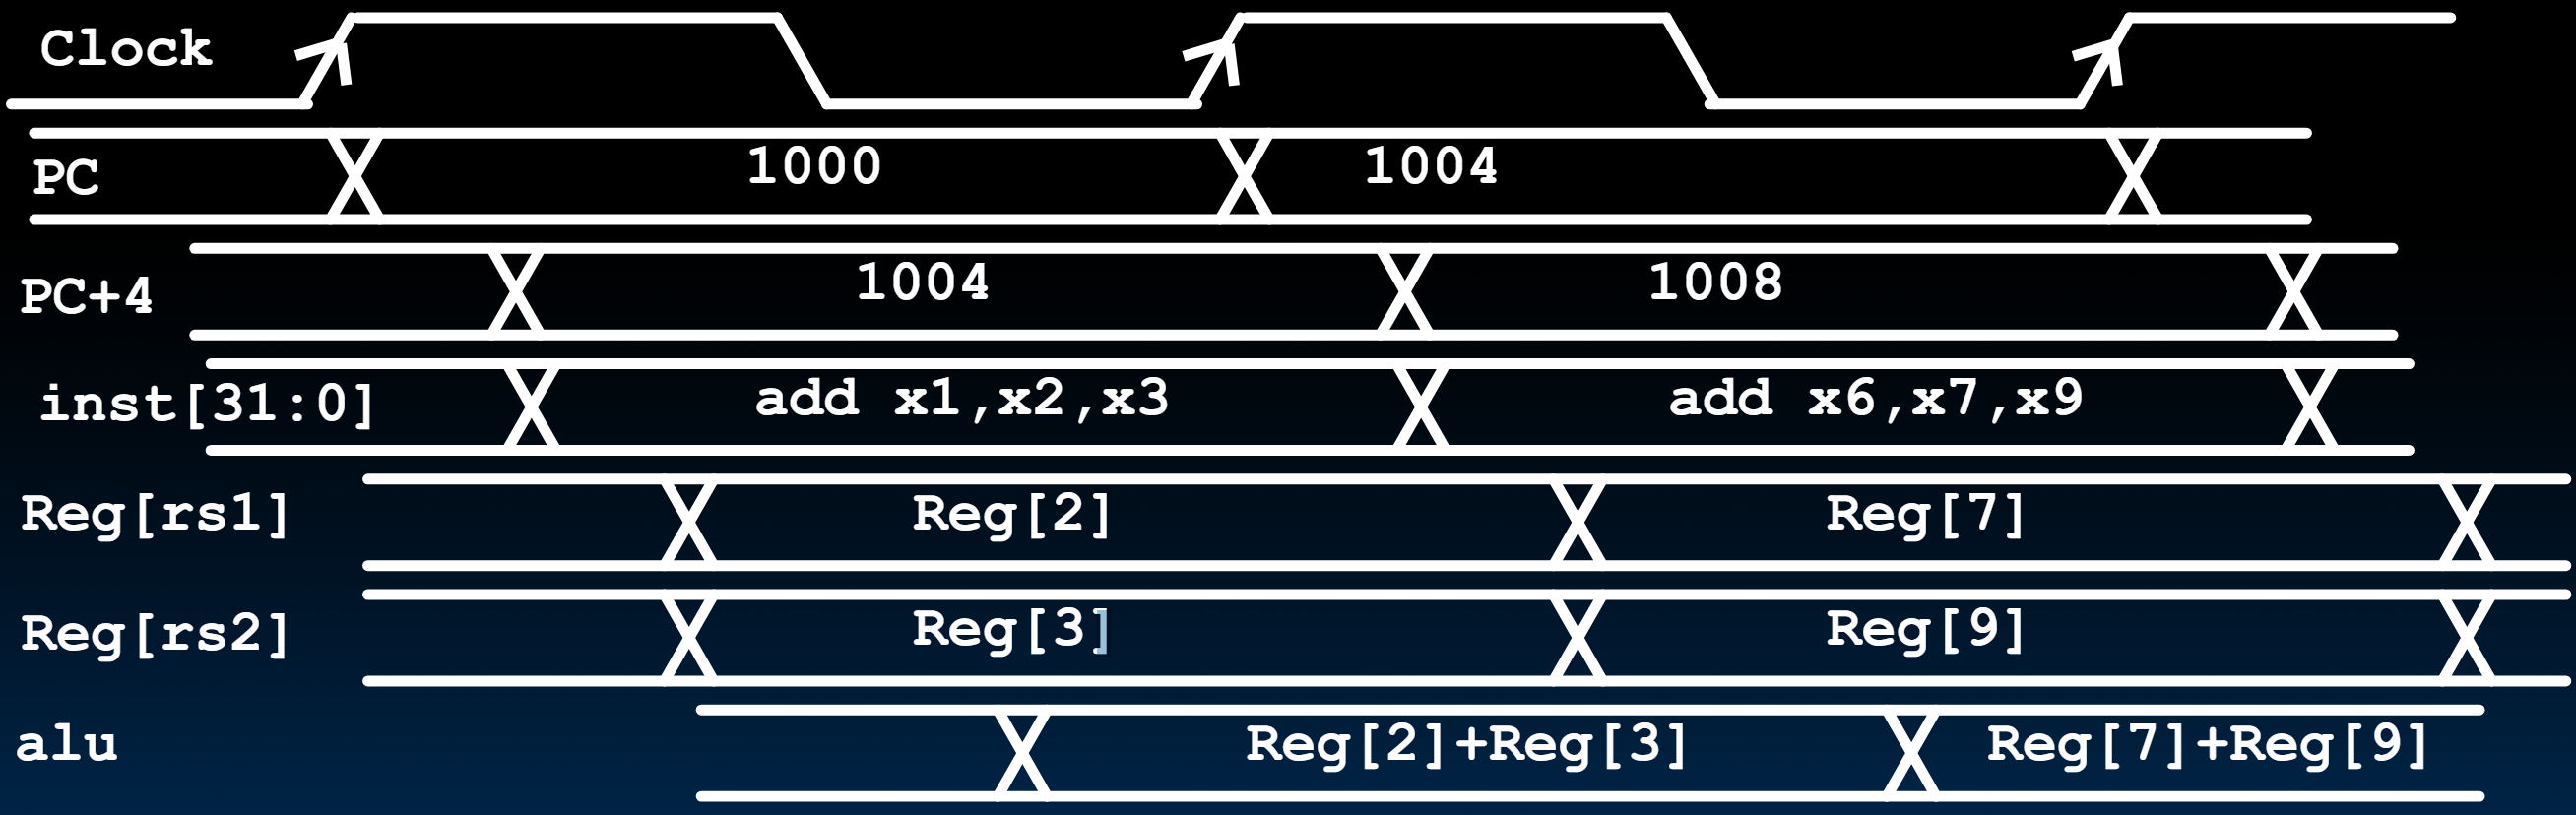 Clock
PC 1000 1004
PC+4 1004 1008
inst[31:0] add x1,x2,x3 add x6,x7,x9
Reg[rs1] Reg[2] Reg[7]
Reg[rs2] Reg[3] Reg[9]
alu Reg[2]+Reg[3] Reg[7]+Reg[9]